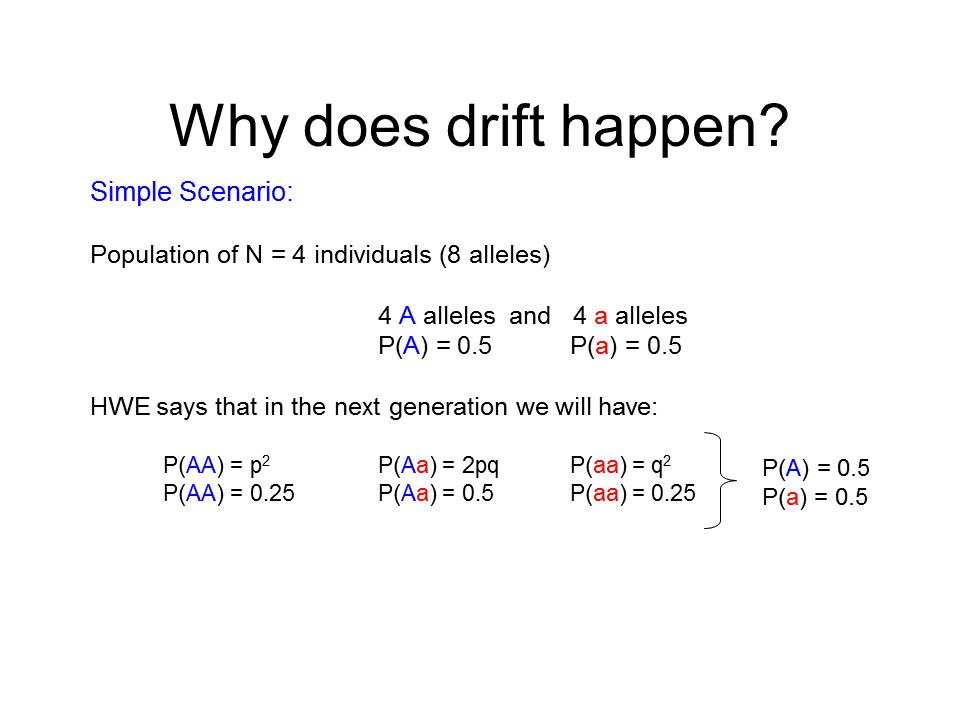 Why does drift happen?
Simple Scenario:
Population of N = 4 individuals (8 alleles)
4 A alleles and 4 a alleles
P(A) = 0.5 P(a) = 0.5
HWE says that in the next generation we will have:
P(AA) = p² P(Aa) = 2pq P(aa) = q²
P(AA) = 0.25 P(Aa) = 0.5 P(aa) = 0.25
P(A) = 0.5
P(a) = 0.5